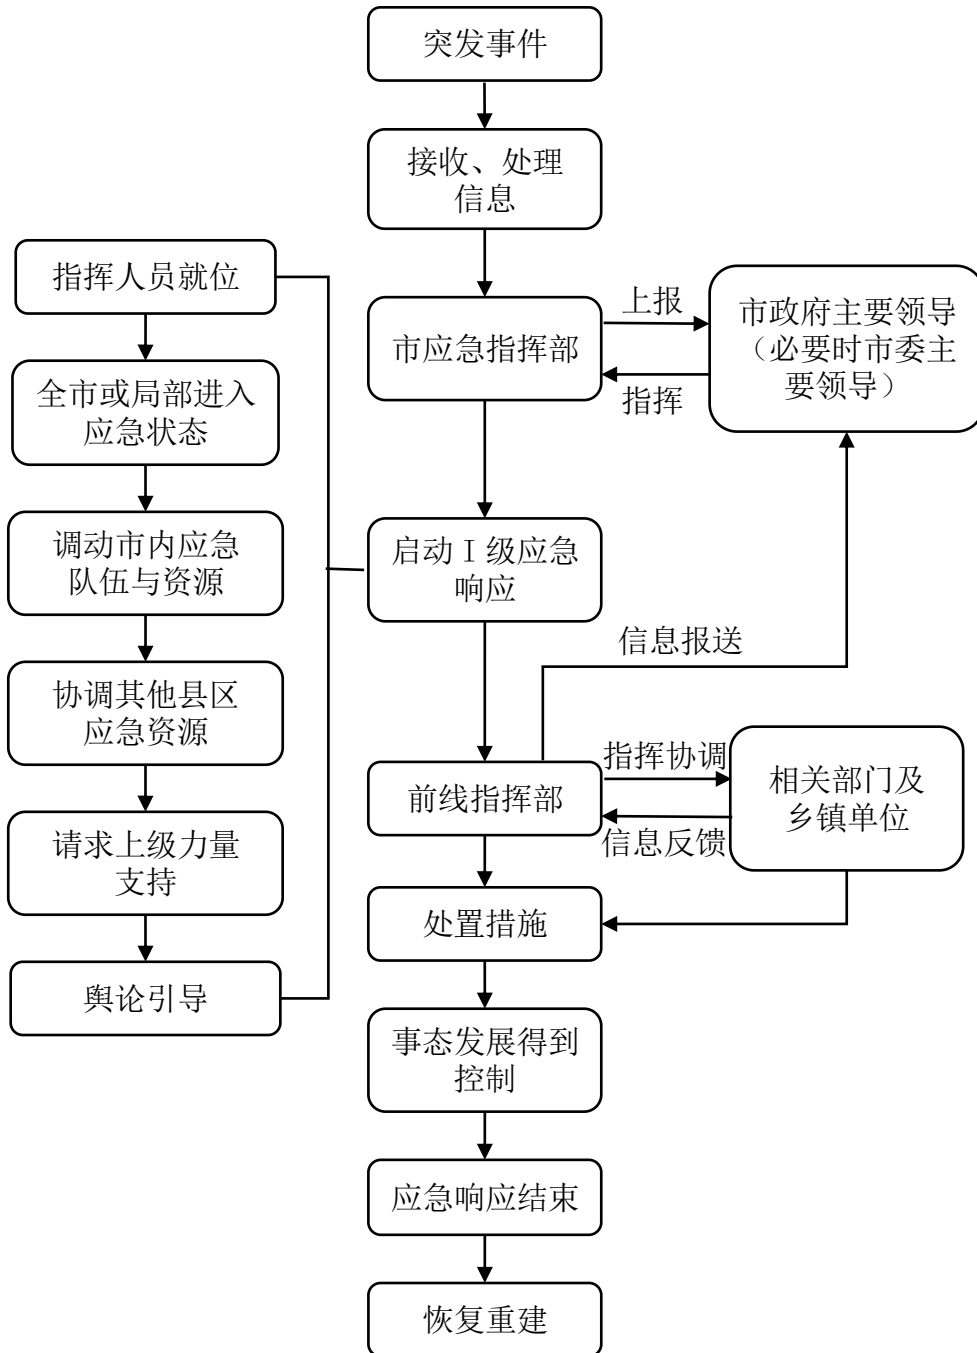 突发事件
接收、处理
信息
指挥人员就位
市应急指挥部
上报
指挥
市政府主要领导
（必要时市委主
要领导）
全市或局部进入
应急状态
调动市内应急
队伍与资源
启动Ⅰ级应急
响应
信息报送
协调其他县区
应急资源
前线指挥部
指挥协调
信息反馈
相关部门及
乡镇单位
请求上级力量
支持
处置措施
舆论引导
事态发展得到
控制
应急响应结束
恢复重建